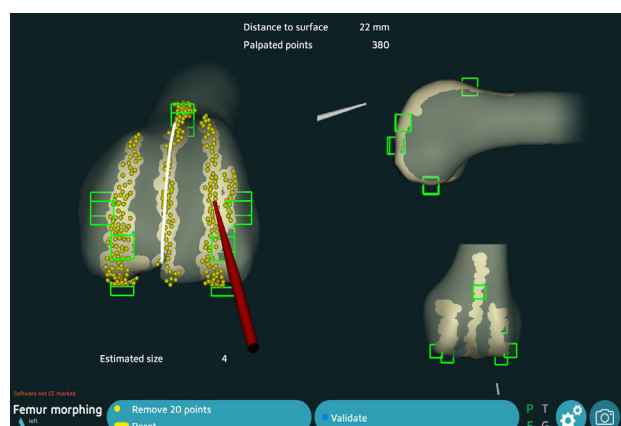 Distance to surface 22 mm
Palpated points 380
Estimated size 4
Software not CE marked
Femur morphing
left
Remove 20 points
Reset
Validate
P T
F G